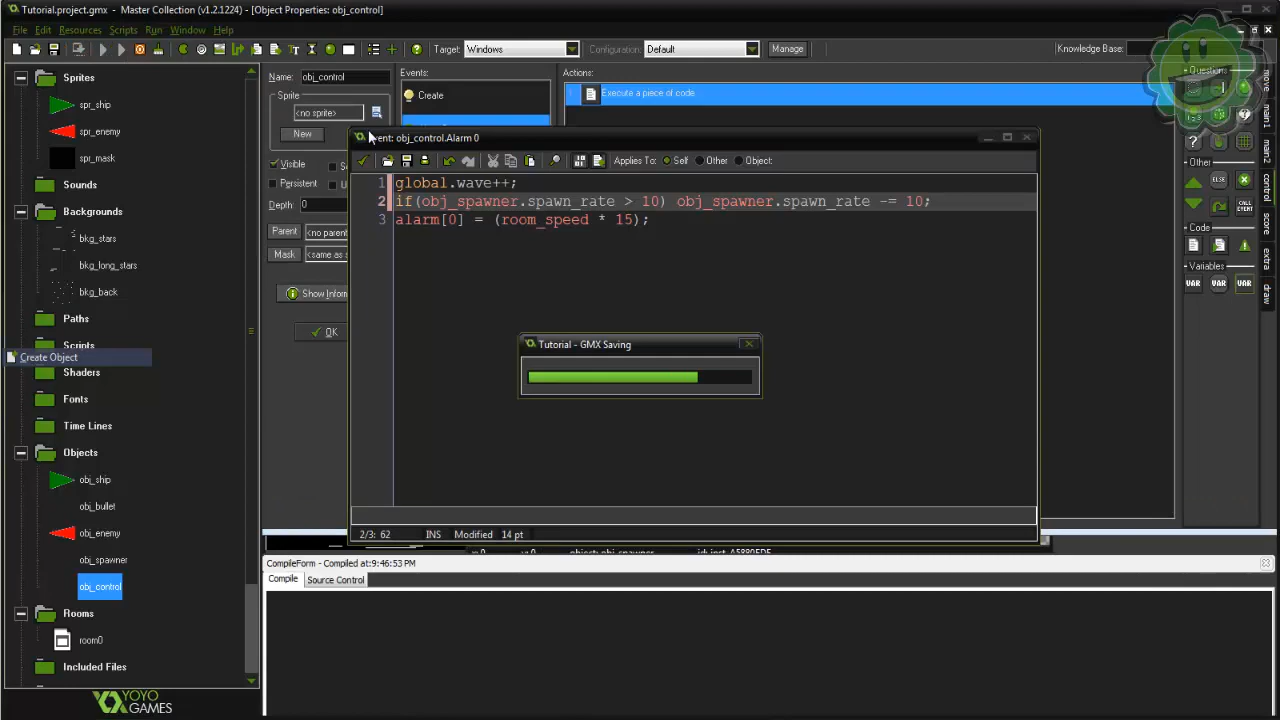 Tutorial.project.gmx - Master Collection (v1.2.1224) - [Object Properties: obj_control]
File Edit Resources Scripts Run Window Help
Target: Windows Configuration: Default Manage Knowledge Base:
Sprites
spr_ship
spr_enemy
spr_mask
Sounds
Backgrounds
bkg_stars
bkg_long_stars
bkg_back
Paths
Scripts
Create Object
Shaders
Fonts
Time Lines
Objects
obj_ship
obj_bullet
obj_enemy
obj_spawner
obj_control
Rooms
room0
Included Files
YOYO
GAMES
Name: obj_control
Sprite
<no sprite>
New
Visible
Persistent
Depth: 0
Parent <no parent
Mask <same as s
Show Inform
OK
Events:
Create
Actions:
Execute a piece of code
Event: obj_control.Alarm 0
Applies To: Self Other Object:
1 global.wave++;
2 if(obj_spawner.spawn_rate > 10) obj_spawner.spawn_rate -= 10;
3 alarm[0] = (room_speed * 15);
Tutorial - GMX Saving
2/3: 62 INS Modified 14 pt
CompileForm - Compiled at:9:46:53 PM
Compile Source Control
Questions
Other
ELSE
CALL EVENT
Code
Variables
VAR VAR VAR
move
main1
main2
control
score
extra
draw